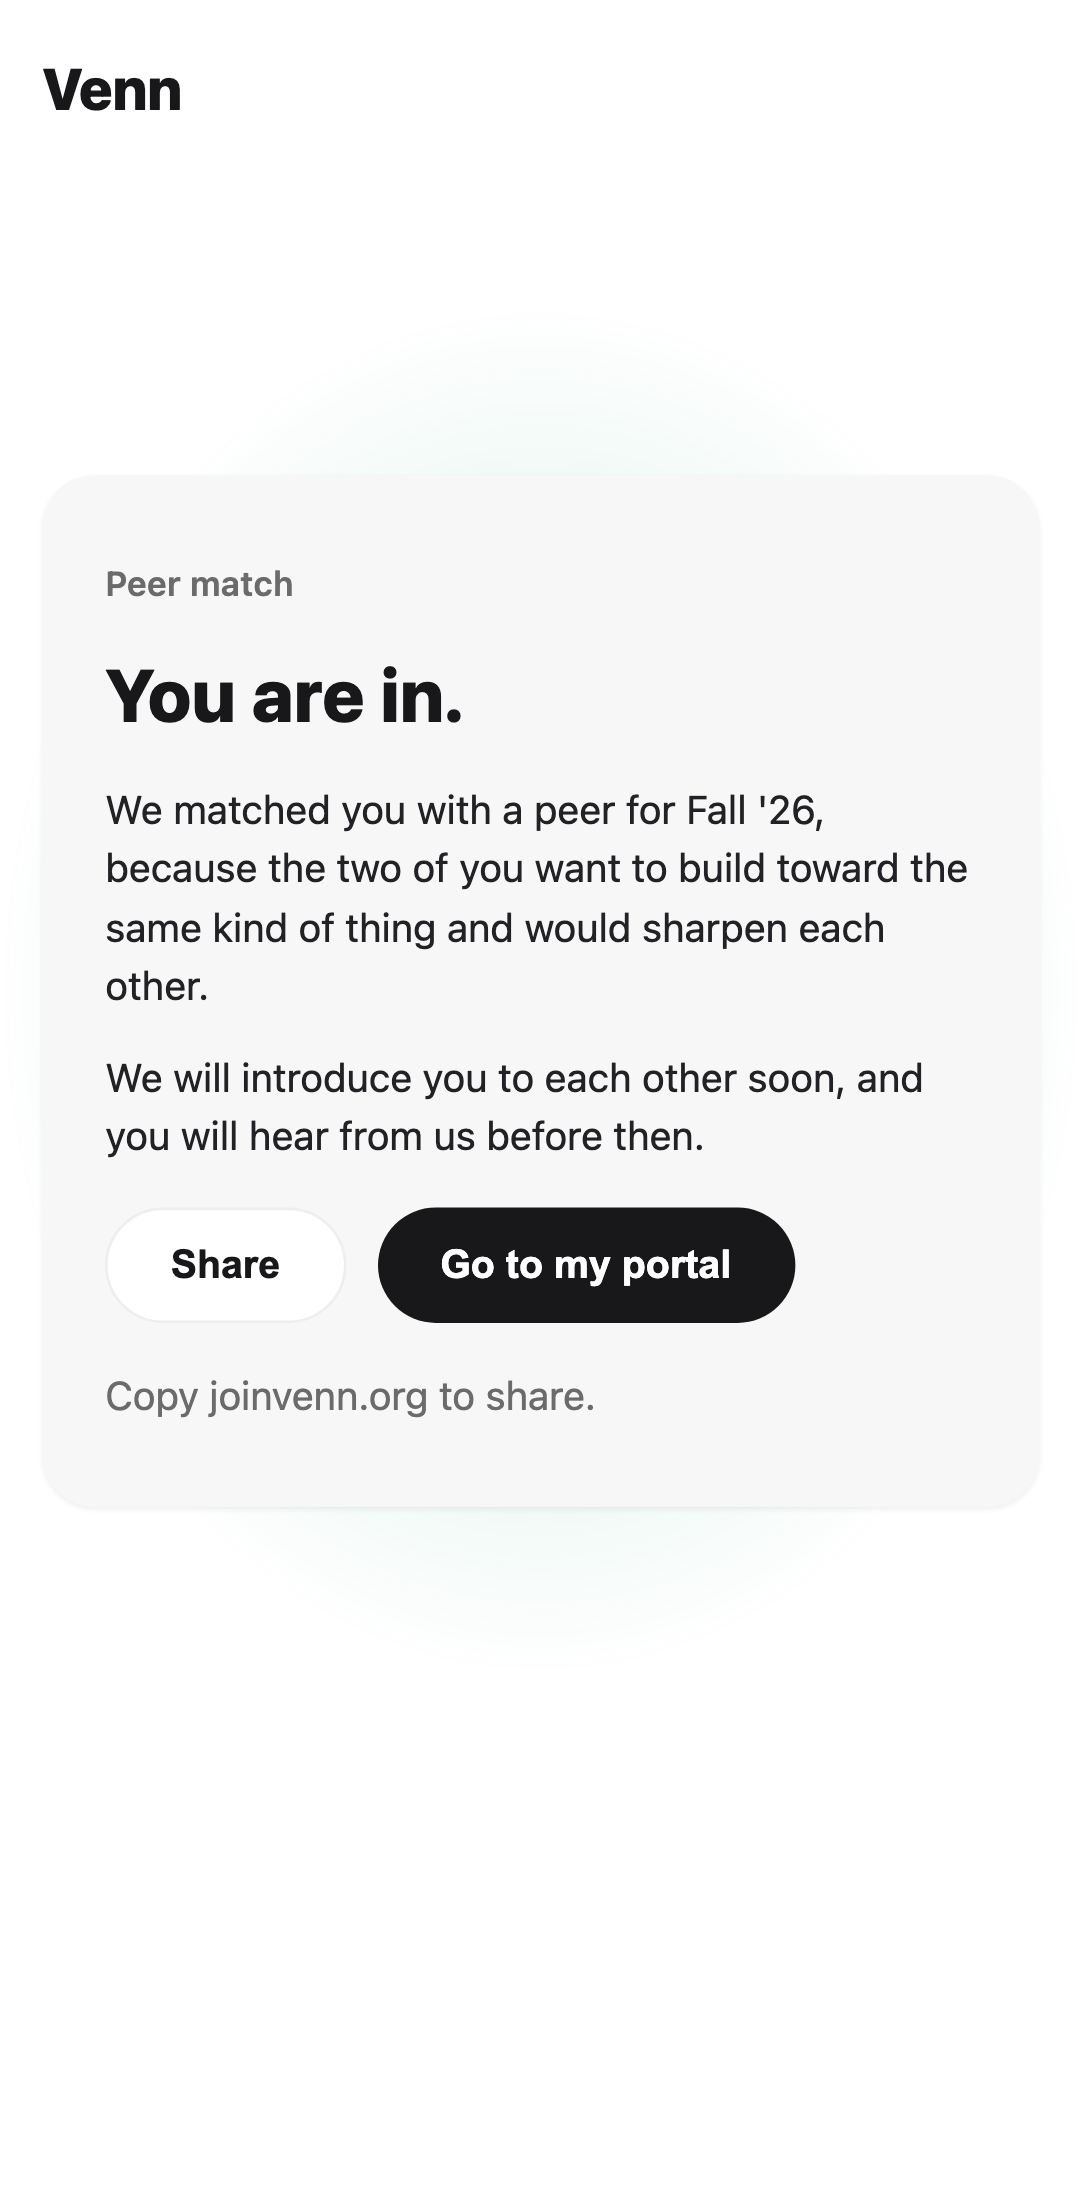 Venn
Peer match
You are in.
We matched you with a peer for Fall '26,
because the two of you want to build toward the
same kind of thing and would sharpen each
other.
We will introduce you to each other soon, and
you will hear from us before then.
Share
Go to my portal
Copy joinvenn.org to share.